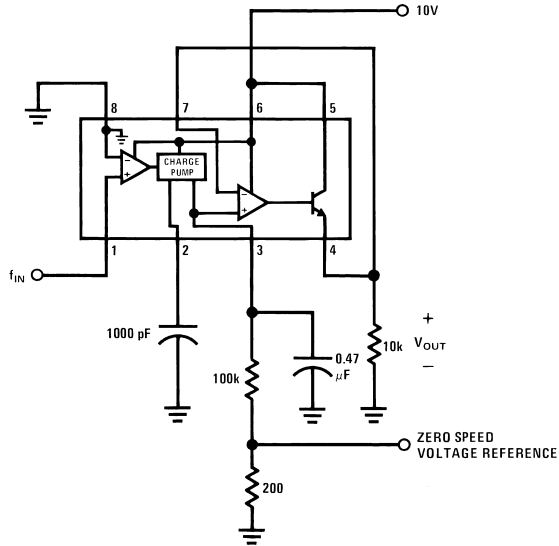 10V
8
7
6
5
CHARGE
PUMP
−
+
−
+
1
2
3
4
fIN
1000 pF
100k
0.47
μF
10k
+
VOUT
−
ZERO SPEED
VOLTAGE REFERENCE
200